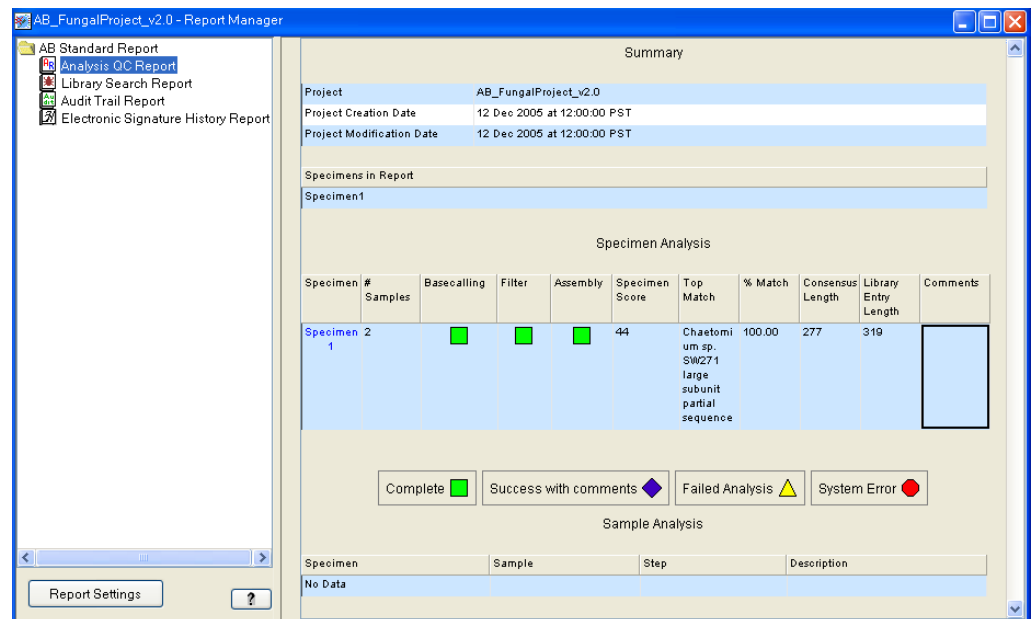 AB_FungalProject_v2.0 - Report Manager
AB Standard Report
Analysis QC Report
Library Search Report
Audit Trail Report
Electronic Signature History Report
Report Settings
?
Summary
Project AB_FungalProject_v2.0
Project Creation Date 12 Dec 2005 at 12:00:00 PST
Project Modification Date 12 Dec 2005 at 12:00:00 PST
Specimens in Report
Specimen1
Specimen Analysis
Specimen # Basecalling Filter Assembly Specimen Top % Match Consensus Library Comments
Samples Score Match Length Entry
Length
Specimen 2 44 Chaetomi 100.00 277 319
1 um sp.
SW271
large
subunit
partial
sequence
Complete Success with comments Failed Analysis System Error
Sample Analysis
Specimen Sample Step Description
No Data